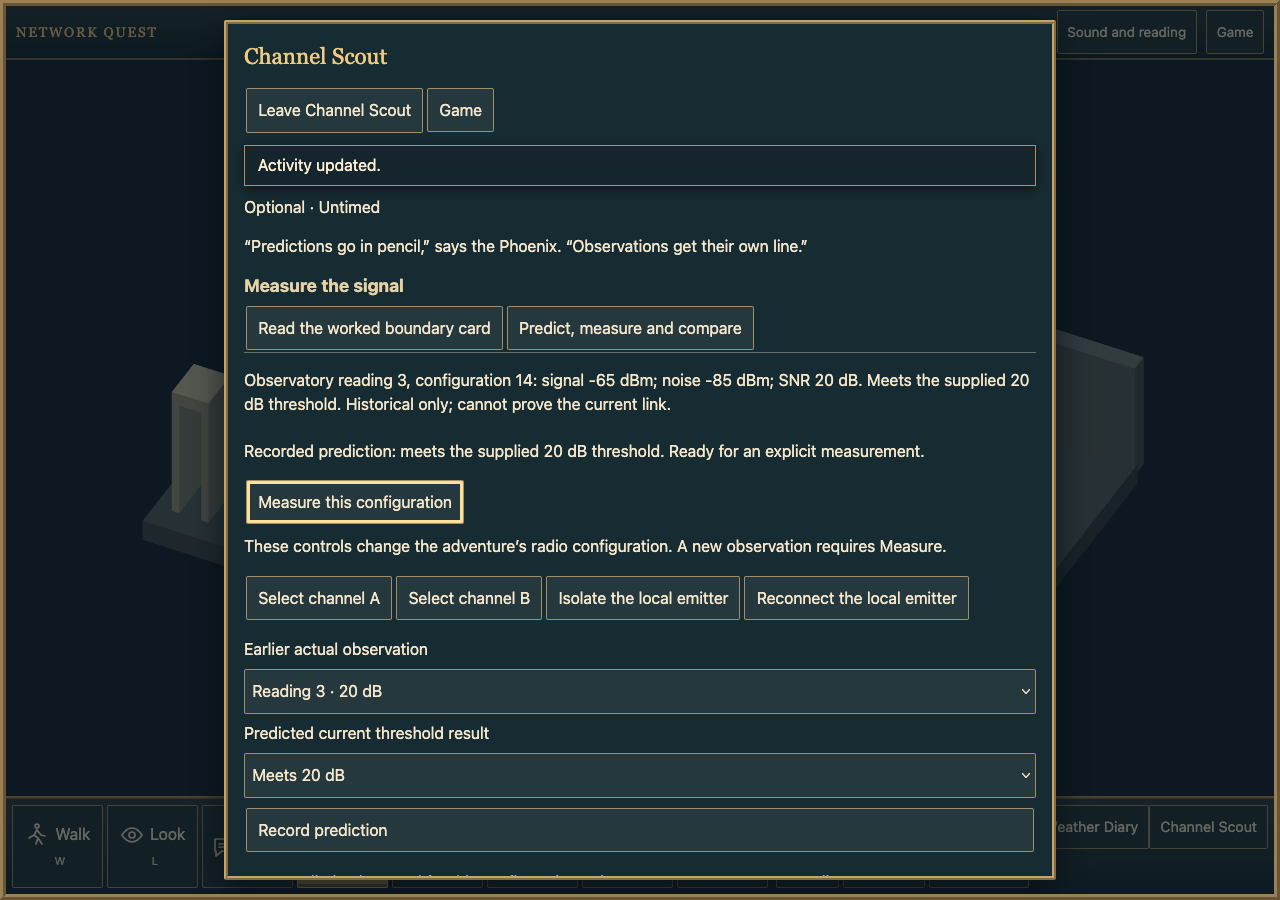 NETWORK QUEST
Sound and reading
Game
Channel Scout
Leave Channel Scout
Game
Activity updated.
Optional · Untimed
“Predictions go in pencil,” says the Phoenix. “Observations get their own line.”
Measure the signal
Read the worked boundary card
Predict, measure and compare
Observatory reading 3, configuration 14: signal -65 dBm; noise -85 dBm; SNR 20 dB. Meets the supplied 20
dB threshold. Historical only; cannot prove the current link.
Recorded prediction: meets the supplied 20 dB threshold. Ready for an explicit measurement.
Measure this configuration
These controls change the adventure’s radio configuration. A new observation requires Measure.
Select channel A
Select channel B
Isolate the local emitter
Reconnect the local emitter
Earlier actual observation
Reading 3 · 20 dB
Predicted current threshold result
Meets 20 dB
Record prediction
Walk
W
Look
L
Diary
Channel Scout